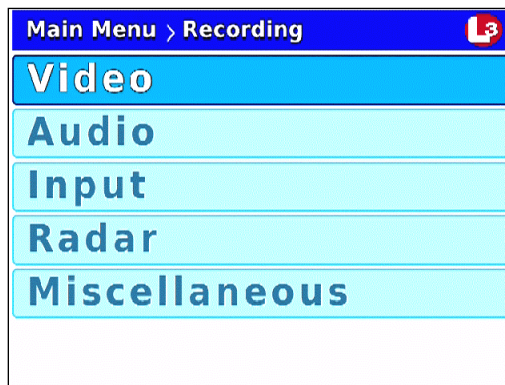 Main Menu > Recording L3
Video
Audio
Input
Radar
Miscellaneous